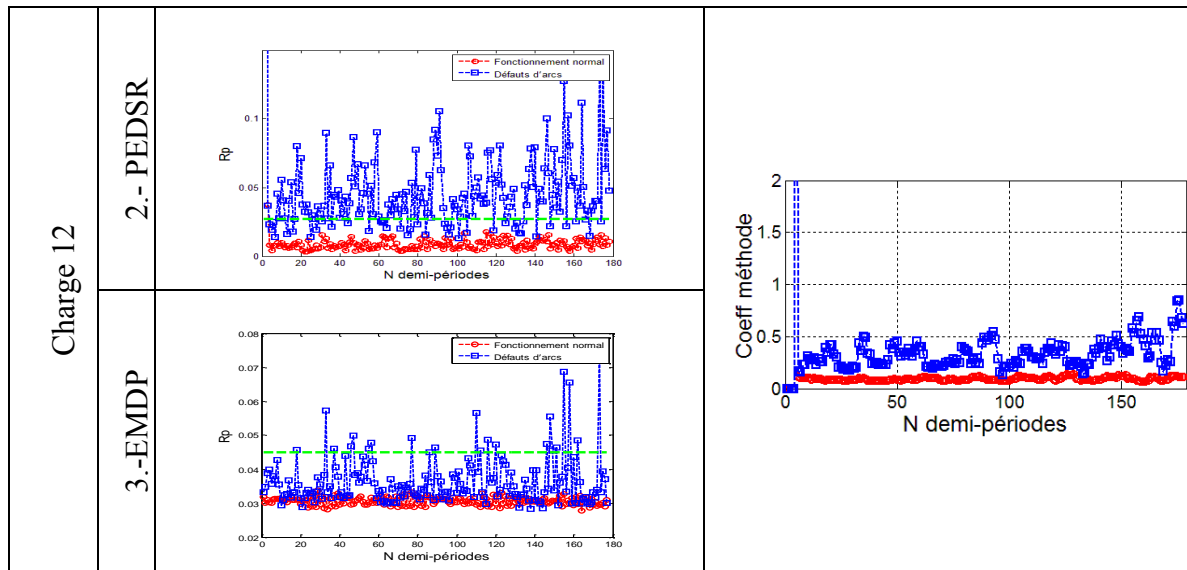 Charge 12
2.- PEDSR
Fonctionnement normal
Défauts d'arcs
0.1
0.05
0
Rp
0 20 40 60 80 100 120 140 160 180
N demi-périodes
3.-EMDP
Fonctionnement normal
Défauts d'arcs
0.08
0.07
0.06
0.05
0.04
0.03
0.02
Rp
0 20 40 60 80 100 120 140 160 180
N demi-périodes
2
1.5
1
0.5
0
Coeff méthode
0 50 100 150
N demi-périodes